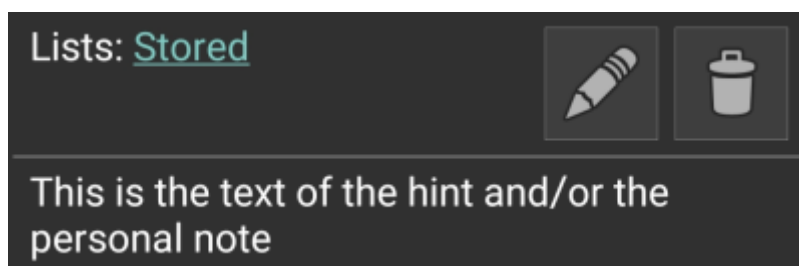 Lists: Stored
This is the text of the hint and/or the
personal note